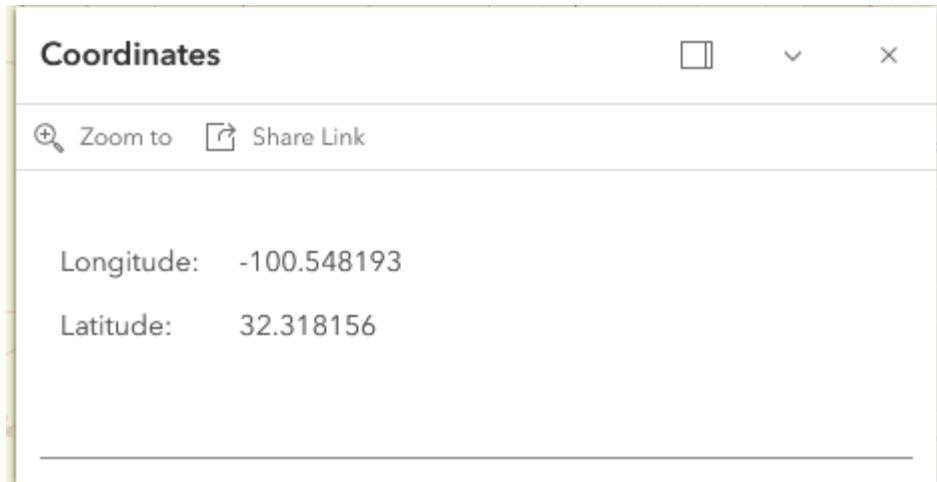 Coordinates
Zoom to Share Link
Longitude: -100.548193
Latitude: 32.318156